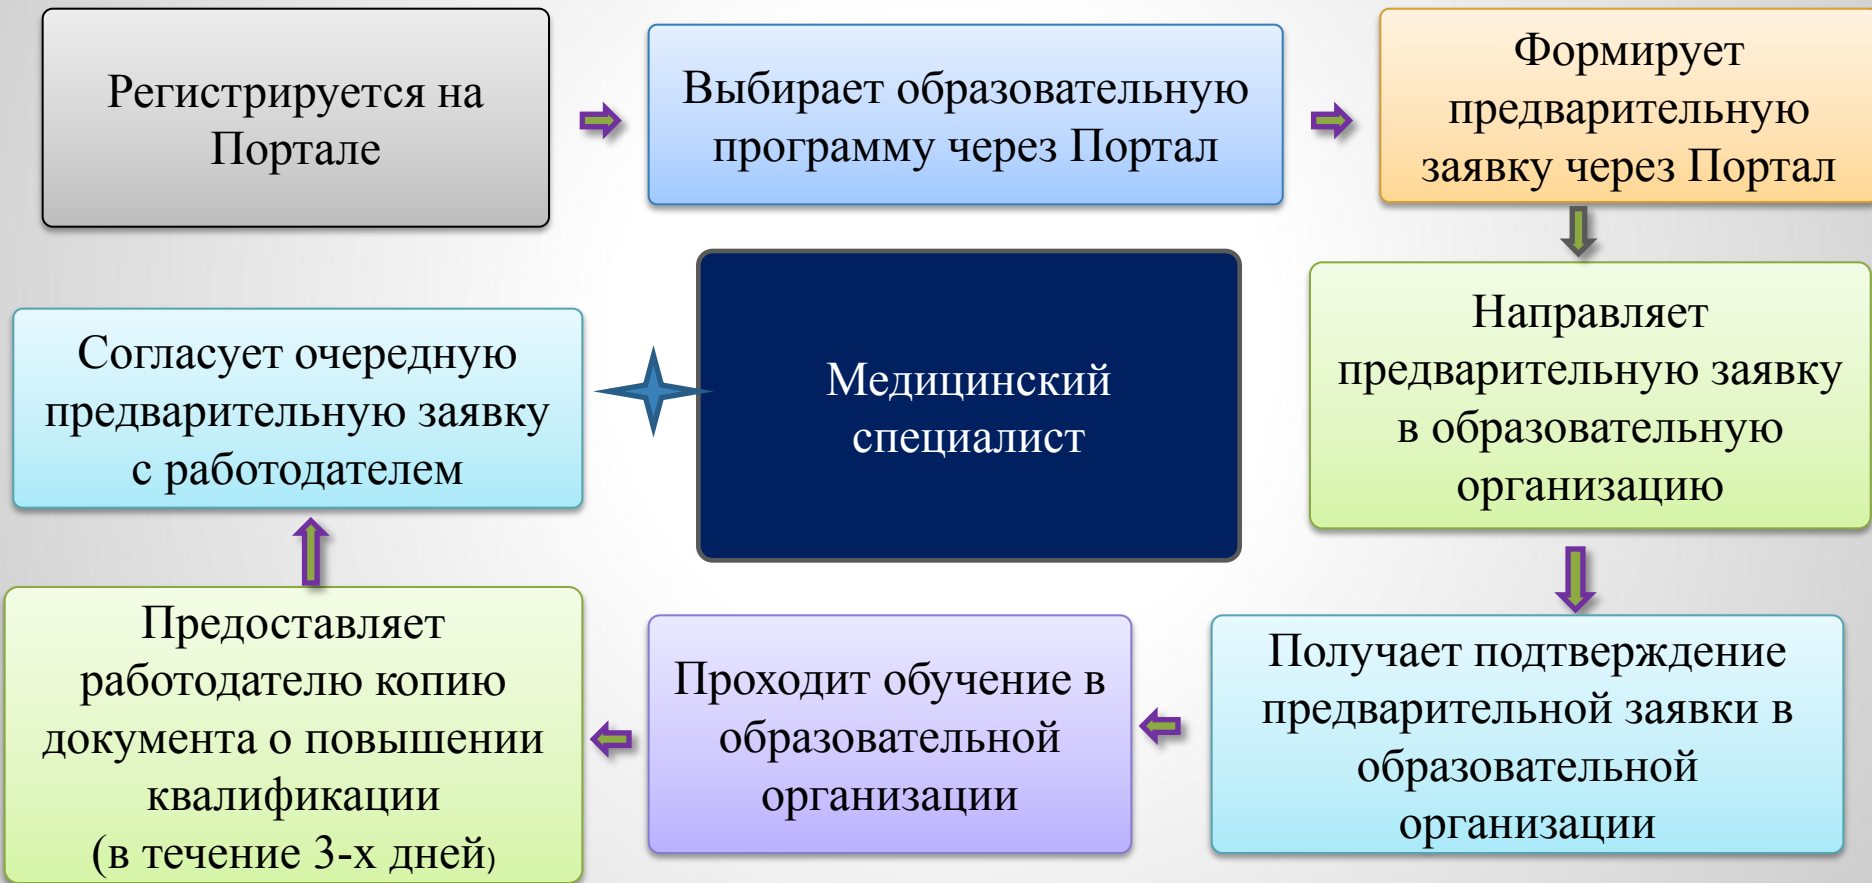 Регистрируется на
Портале
Выбирает образовательную
программу через Портал
Формирует
предварительную
заявку через Портал
Направляет
предварительную заявку
в образовательную
организацию
Получает подтверждение
предварительной заявки в
образовательной
организации
Проходит обучение в
образовательной
организации
Предоставляет
работодателю копию
документа о повышении
квалификации
(в течение 3-х дней)
Согласует очередную
предварительную заявку
с работодателем
Медицинский
специалист